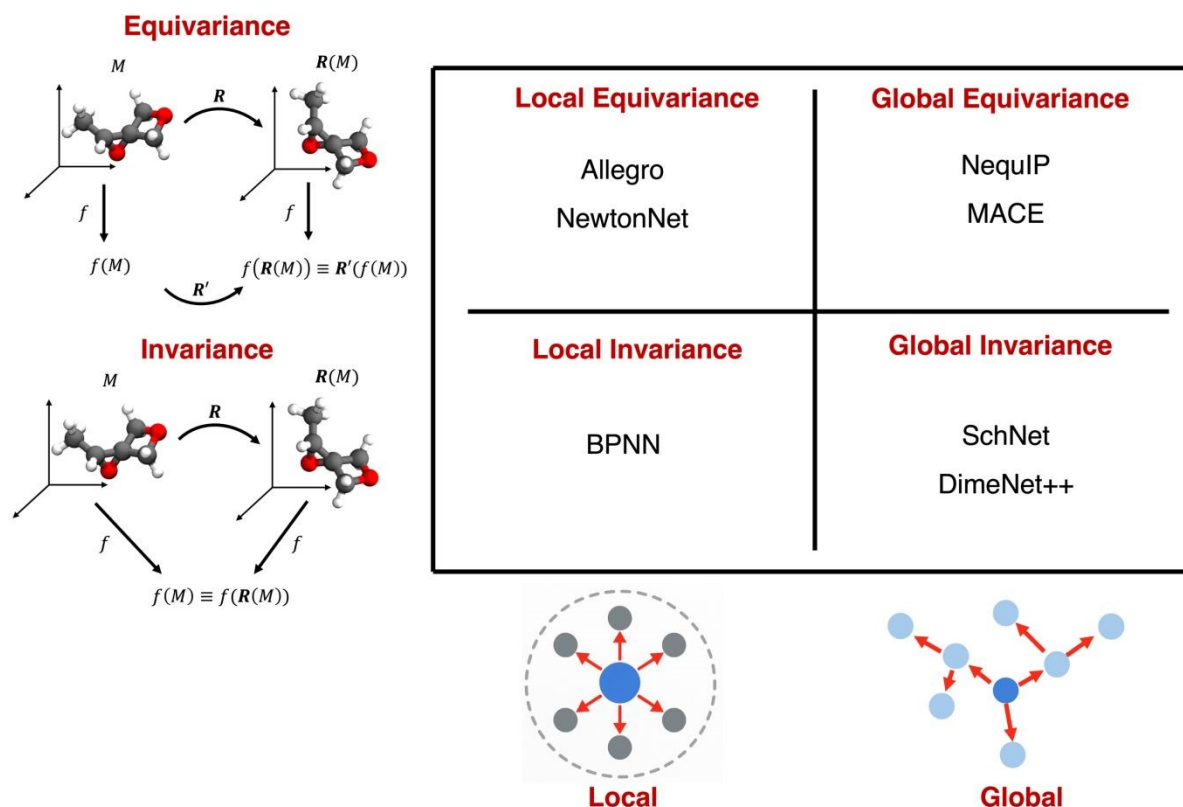 Equivariance
M
R(M)
R
f
f
f(M)
f(R(M)) ≡ R′(f(M))
R′
Invariance
M
R(M)
R
f
f
f(M) ≡ f(R(M))
Local Equivariance
Allegro
NewtonNet
Global Equivariance
NequIP
MACE
Local Invariance
BPNN
Global Invariance
SchNet
DimeNet++
Local
Global